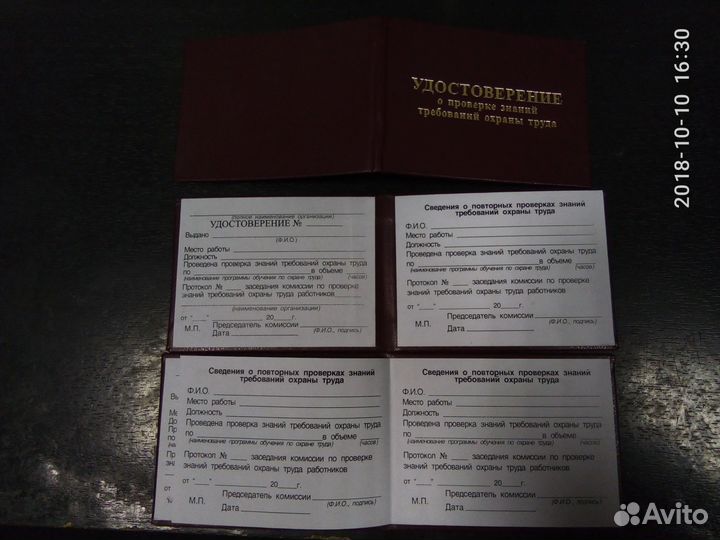 УДОСТОВЕРЕНИЕ
о проверке знаний
требований охраны труда
2018-10-10 16:30
(полное наименование организации)
УДОСТОВЕРЕНИЕ №
Выдано
(Ф.И.О.)
Место работы
Должность
Проведена проверка знаний требований охраны труда
по в объеме
(наименование программы обучения по охране труда) (часов)
Протокол № заседания комиссии по проверке
знаний требований охраны труда работников
(наименование организации)
от "___" 20 г.
Председатель комиссии
М.П. (Ф.И.О., подпись)
Дата
Сведения о повторных проверках знаний
требований охраны труда
Ф.И.О.
Место работы
Должность
Проведена проверка знаний требований охраны труда
по в объеме
(наименование программы обучения по охране труда) (часов)
Протокол № заседания комиссии по проверке
знаний требований охраны труда работников
от "___" 20 г.
Председатель комиссии
М.П. (Ф.И.О., подпись)
Дата
Сведения о повторных проверках знаний
требований охраны труда
Ф.И.О.
Место работы
Должность
Проведена проверка знаний требований охраны труда
по в объеме
(наименование программы обучения по охране труда) (часов)
Протокол № заседания комиссии по проверке
знаний требований охраны труда работников
от "___" 20 г.
Председатель комиссии
М.П. (Ф.И.О., подпись)
Дата
Сведения о повторных проверках знаний
требований охраны труда
Ф.И.О.
Место работы
Должность
Проведена проверка знаний требований охраны труда
по в объеме
(наименование программы обучения по охране труда) (часов)
Протокол № заседания комиссии по проверке
знаний требований охраны труда работников
от "___" 20 г.
Председатель комиссии
М.П. (Ф.И.О., подпись)
Дата
Avito